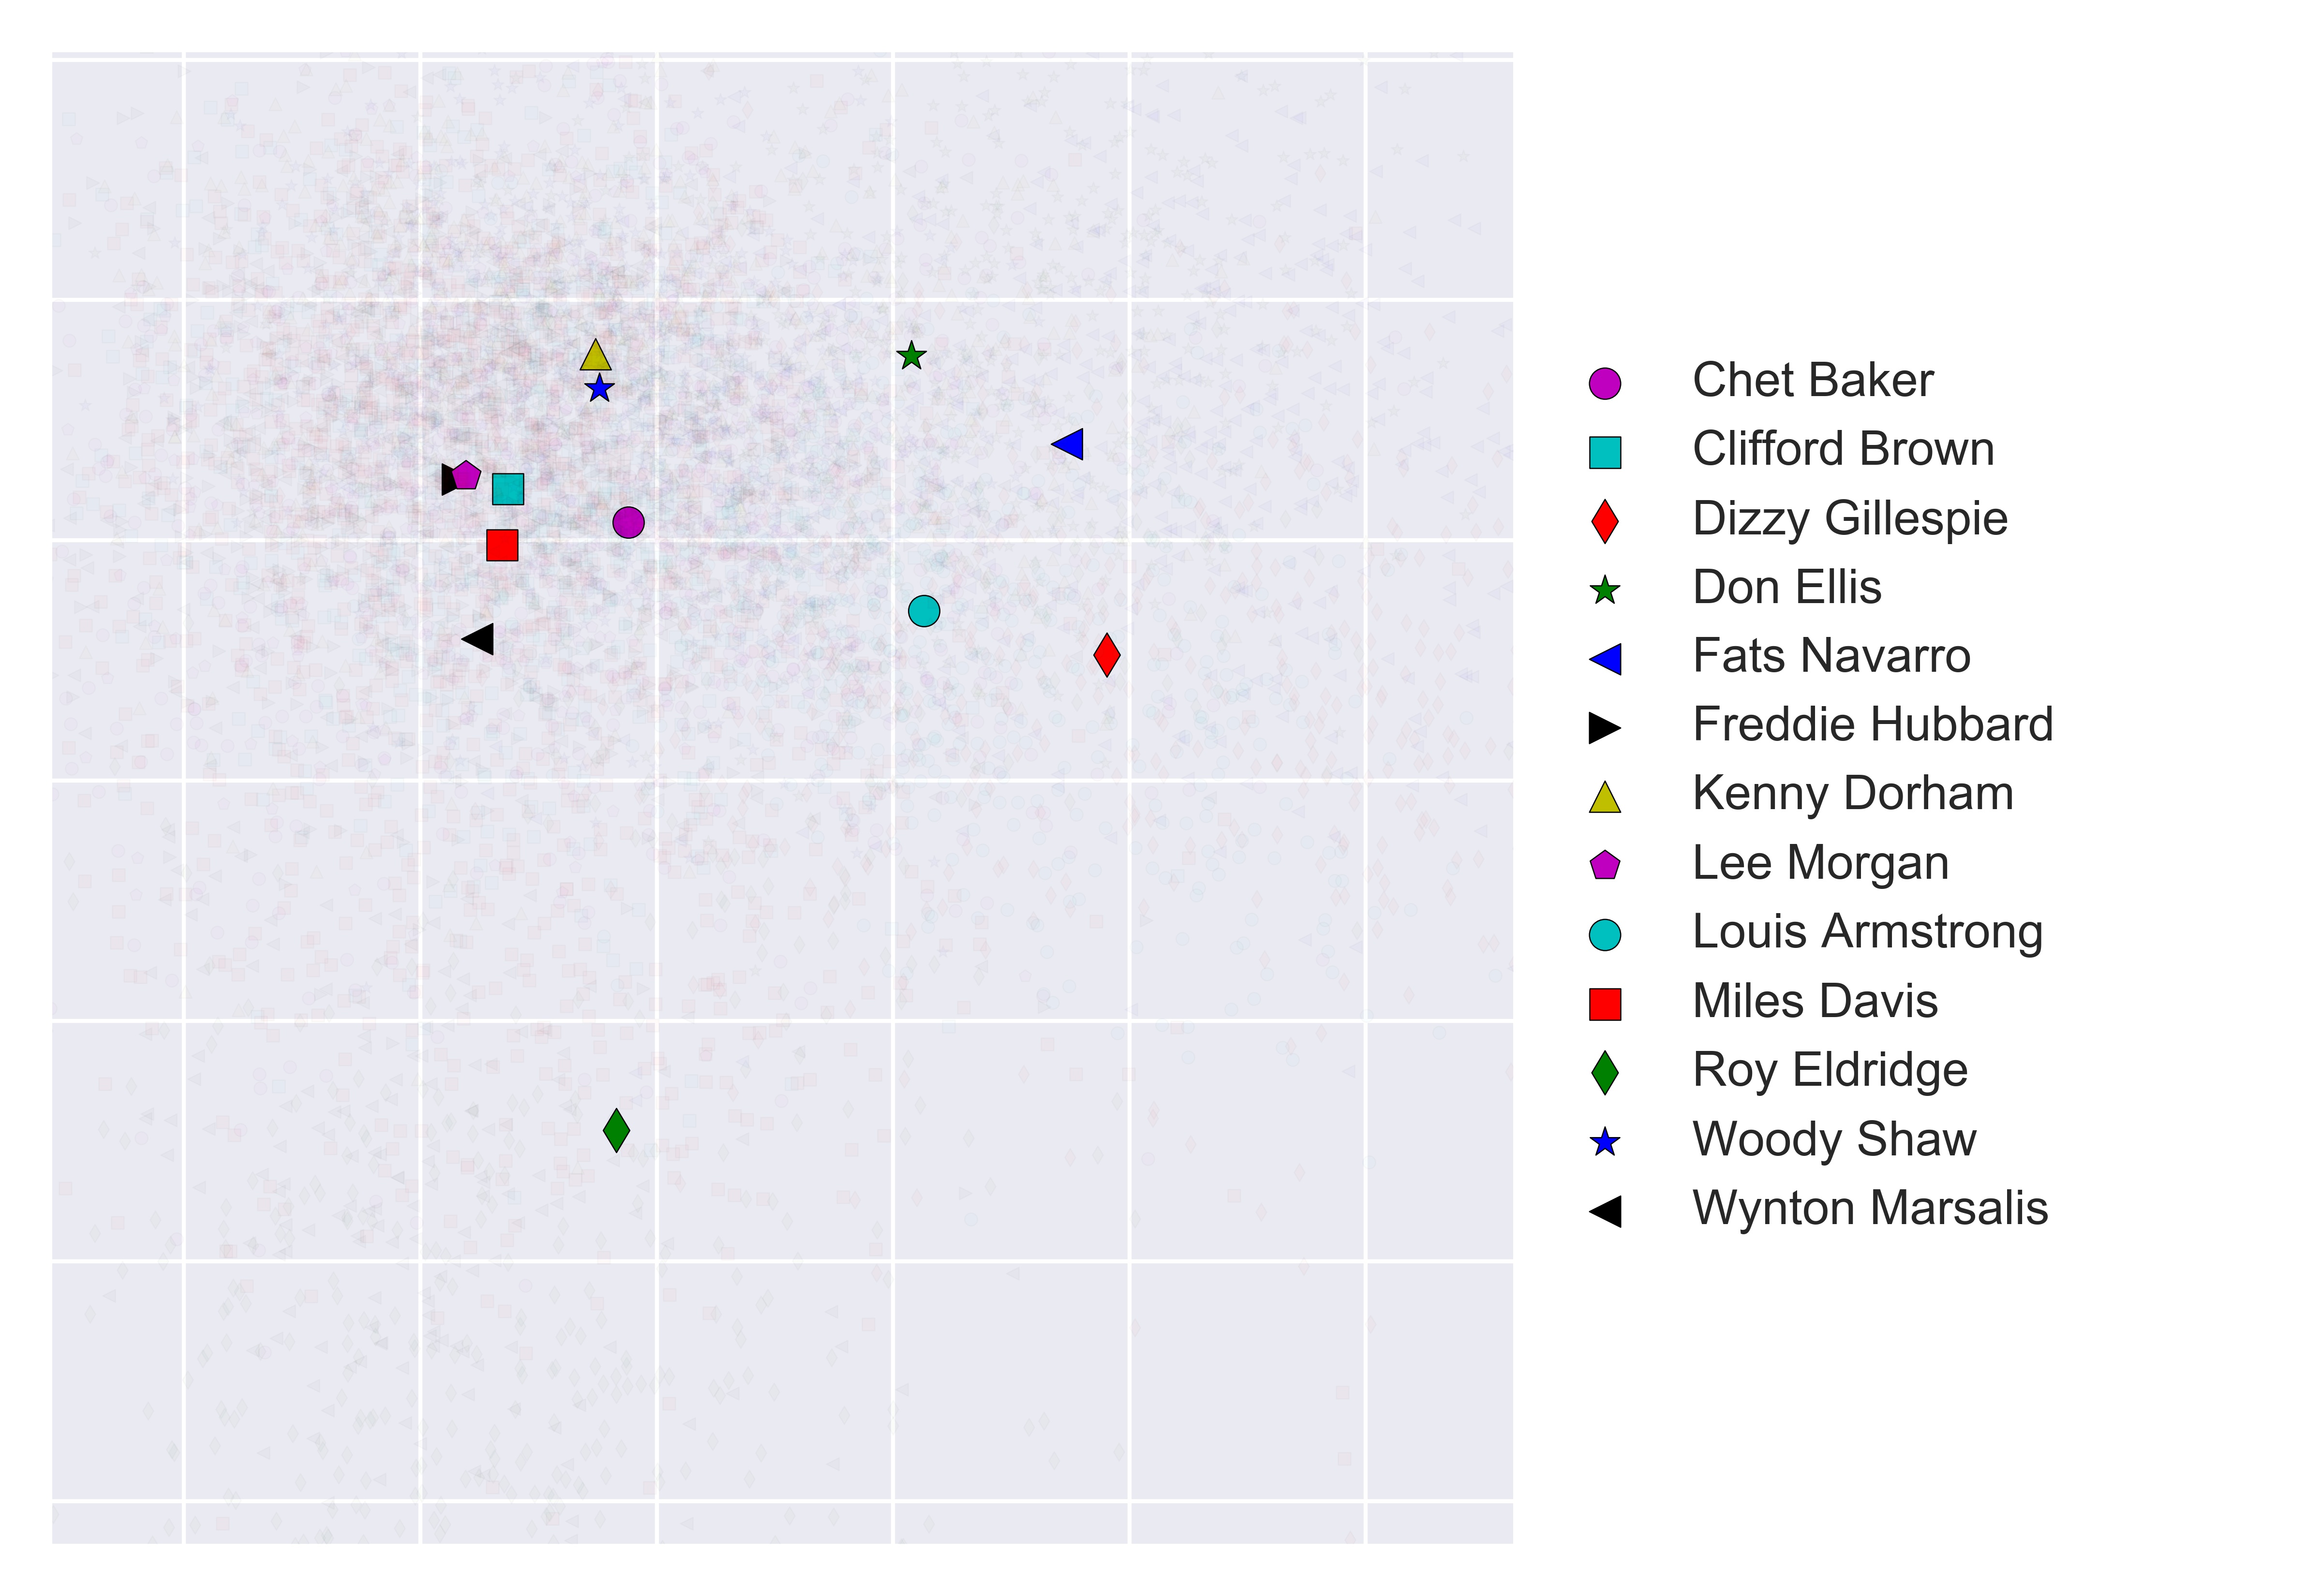 Chet Baker
Clifford Brown
Dizzy Gillespie
Don Ellis
Fats Navarro
Freddie Hubbard
Kenny Dorham
Lee Morgan
Louis Armstrong
Miles Davis
Roy Eldridge
Woody Shaw
Wynton Marsalis